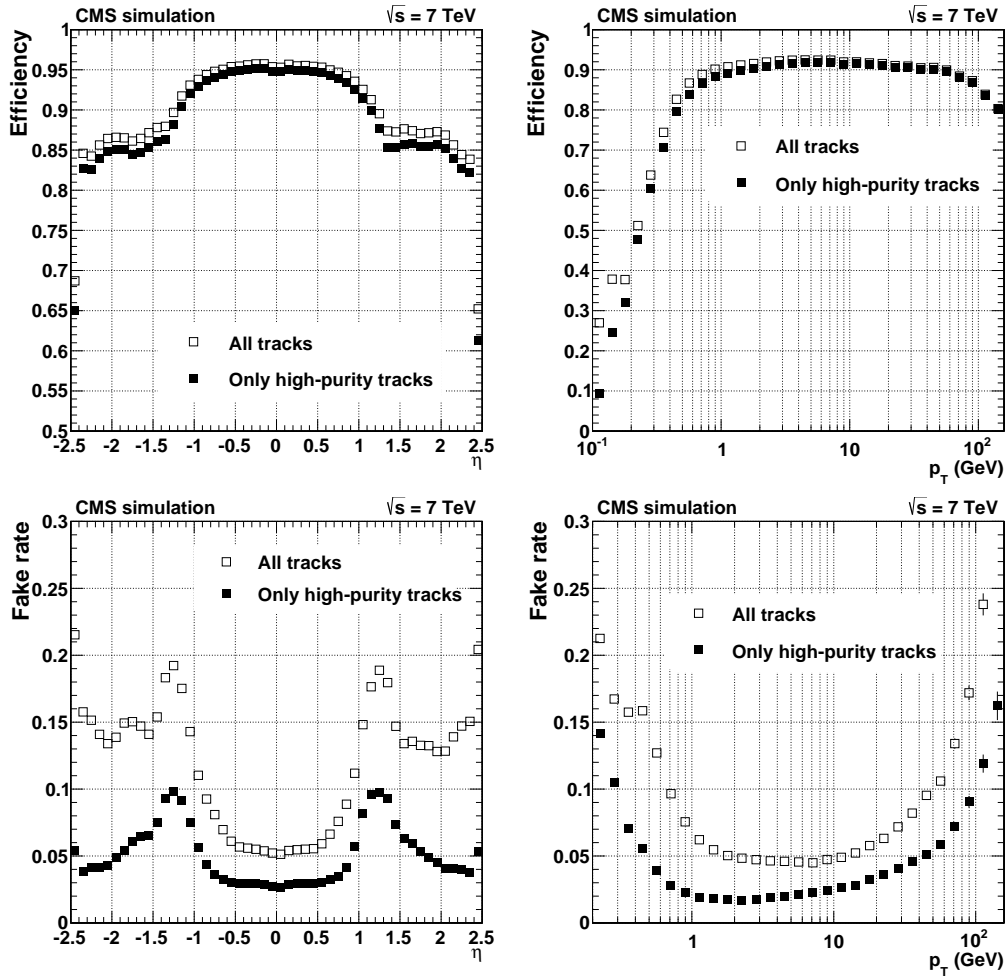 CMS simulation √s = 7 TeV
Efficiency
1
0.95
0.9
0.85
0.8
0.75
0.7
0.65
0.6
0.55
0.5
All tracks
Only high-purity tracks
-2.5 -2 -1.5 -1 -0.5 0 0.5 1 1.5 2 2.5
η
CMS simulation √s = 7 TeV
Efficiency
1
0.9
0.8
0.7
0.6
0.5
0.4
0.3
0.2
0.1
0
All tracks
Only high-purity tracks
10⁻¹ 1 10 10²
p_T (GeV)
CMS simulation √s = 7 TeV
Fake rate
0.3
0.25
0.2
0.15
0.1
0.05
0
All tracks
Only high-purity tracks
-2.5 -2 -1.5 -1 -0.5 0 0.5 1 1.5 2 2.5
η
CMS simulation √s = 7 TeV
Fake rate
0.3
0.25
0.2
0.15
0.1
0.05
0
All tracks
Only high-purity tracks
1 10 10²
p_T (GeV)